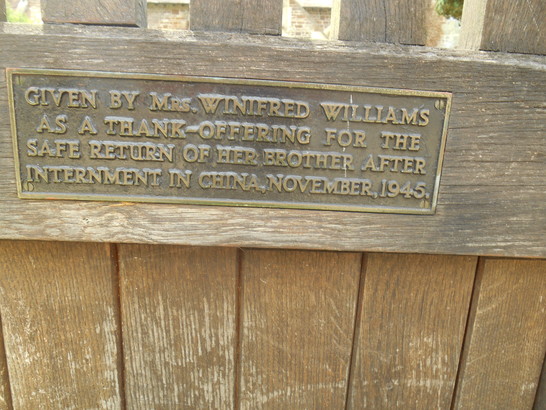 GIVEN BY MRS. WINIFRED WILLIAMS
AS A THANK-OFFERING FOR THE
SAFE RETURN OF HER BROTHER AFTER
INTERNMENT IN CHINA, NOVEMBER, 1945.